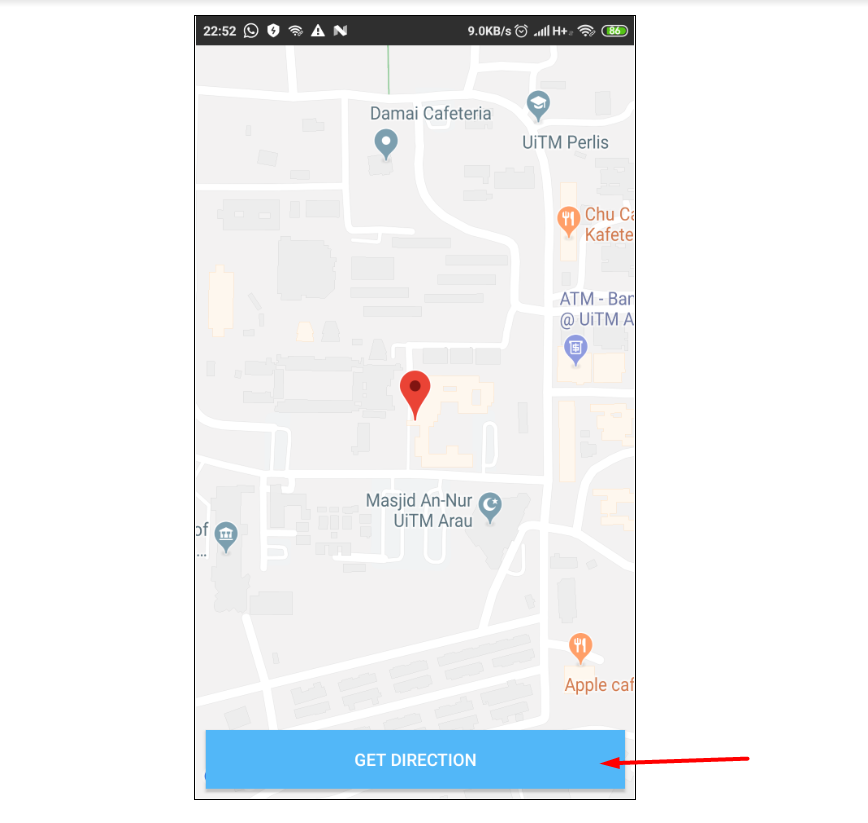 22:52 9.0KB/s H+ 86
Damai Cafeteria
UiTM Perlis
Chu Ca
Kafete
ATM - Ban
@ UiTM A
Masjid An-Nur
UiTM Arau
of
...
Apple caf
GET DIRECTION